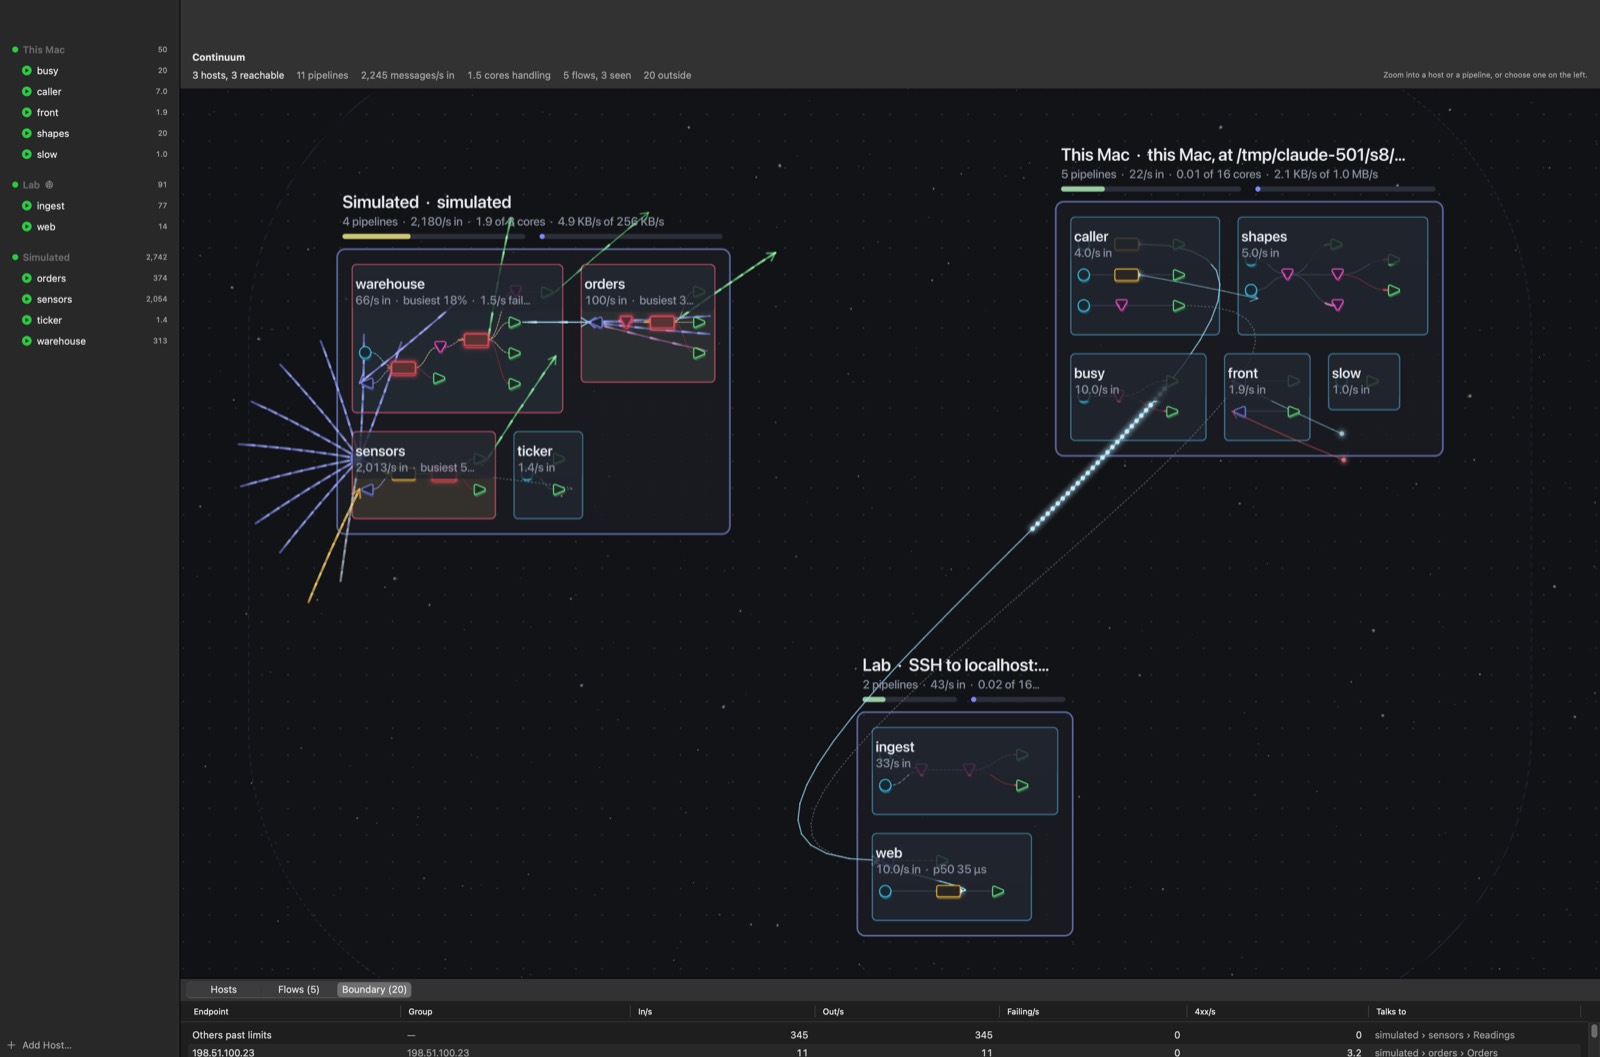 This Mac 50
busy 20
caller 7.0
front 1.9
shapes 20
slow 1.0
Lab 91
ingest 77
web 14
Simulated 2,742
orders 374
sensors 2,054
ticker 1.4
warehouse 313
Add Host...
Continuum
3 hosts, 3 reachable 11 pipelines 2,245 messages/s in 1.5 cores handling 5 flows, 3 seen 20 outside
Zoom into a host or a pipeline, or choose one on the left.
Simulated · simulated
4 pipelines · 2,180/s in · 1.9 of cores · 4.9 KB/s of 256 KB/s
warehouse
66/s in · busiest 18% · 1.5/s fail...
orders
100/s in · busiest 3...
sensors
2,013/s in · busiest 5...
ticker
1.4/s in
This Mac · this Mac, at /tmp/claude-501/s8/...
5 pipelines · 22/s in · 0.01 of 16 cores · 2.1 KB/s of 1.0 MB/s
caller
4.0/s in
shapes
5.0/s in
busy
10.0/s in
front
1.9/s in
slow
1.0/s in
Lab · SSH to localhost:...
2 pipelines · 43/s in · 0.02 of 16...
ingest
33/s in
web
10.0/s in · p50 35 µs
Hosts Flows (5) Boundary (20)
Endpoint Group In/s Out/s Failing/s 4xx/s Talks to
Others past limits — 345 345 0 0 simulated › sensors › Readings
198.51.100.23 198.51.100.23 11 11 0 3.2 simulated › orders › Orders